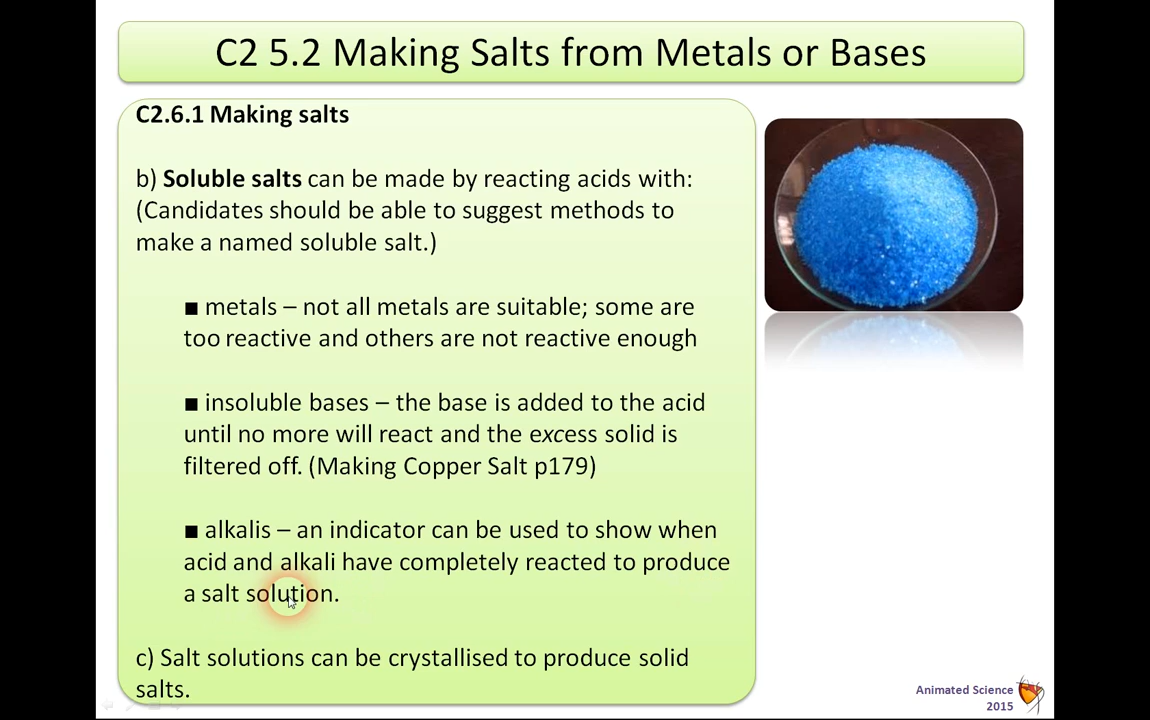 C2 5.2 Making Salts from Metals or Bases
C2.6.1 Making salts
b) Soluble salts can be made by reacting acids with:
(Candidates should be able to suggest methods to
make a named soluble salt.)
■ metals – not all metals are suitable; some are
too reactive and others are not reactive enough
■ insoluble bases – the base is added to the acid
until no more will react and the excess solid is
filtered off. (Making Copper Salt p179)
■ alkalis – an indicator can be used to show when
acid and alkali have completely reacted to produce
a salt solution.
c) Salt solutions can be crystallised to produce solid
salts.
Animated Science
2015